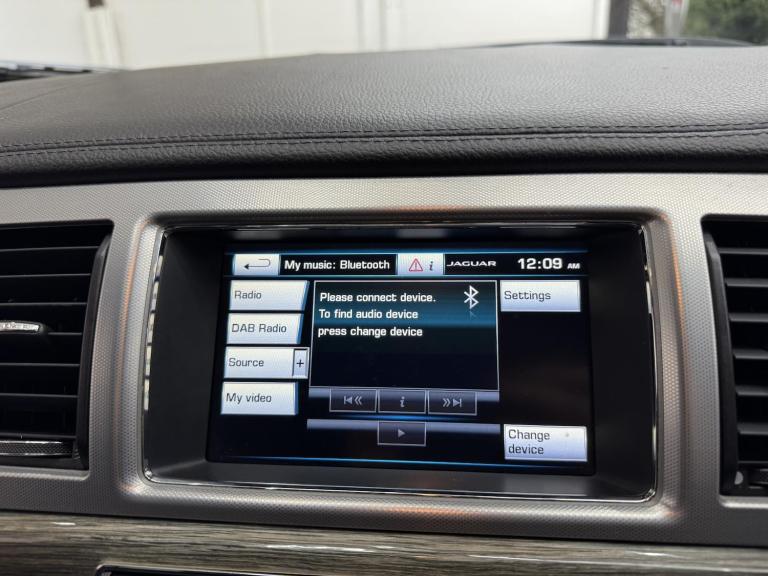 My music: Bluetooth
i
JAGUAR
12:09 AM
Radio
DAB Radio
Source +
My video
Please connect device.
To find audio device
press change device
i
Settings
Change
device